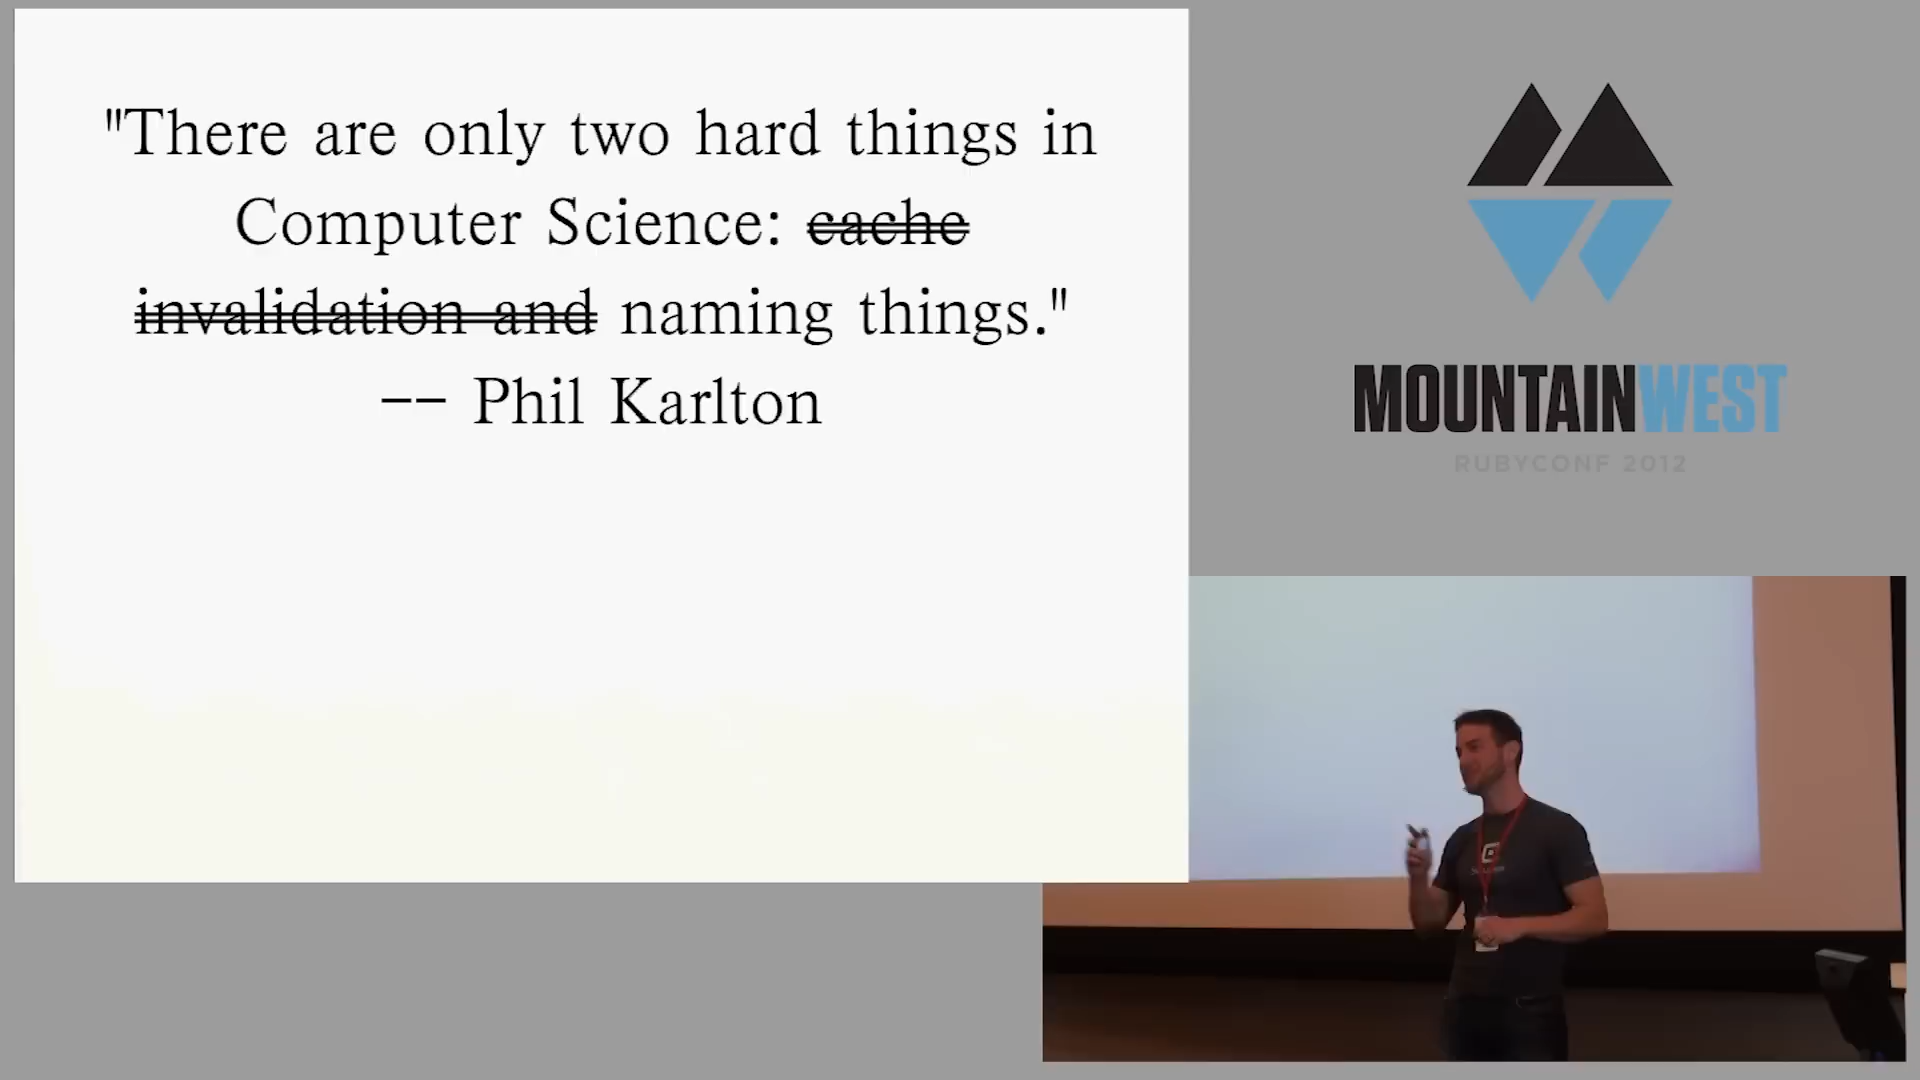 "There are only two hard things in
Computer Science: cache
invalidation and naming things."
-- Phil Karlton
MOUNTAINWEST
RUBYCONF 2012